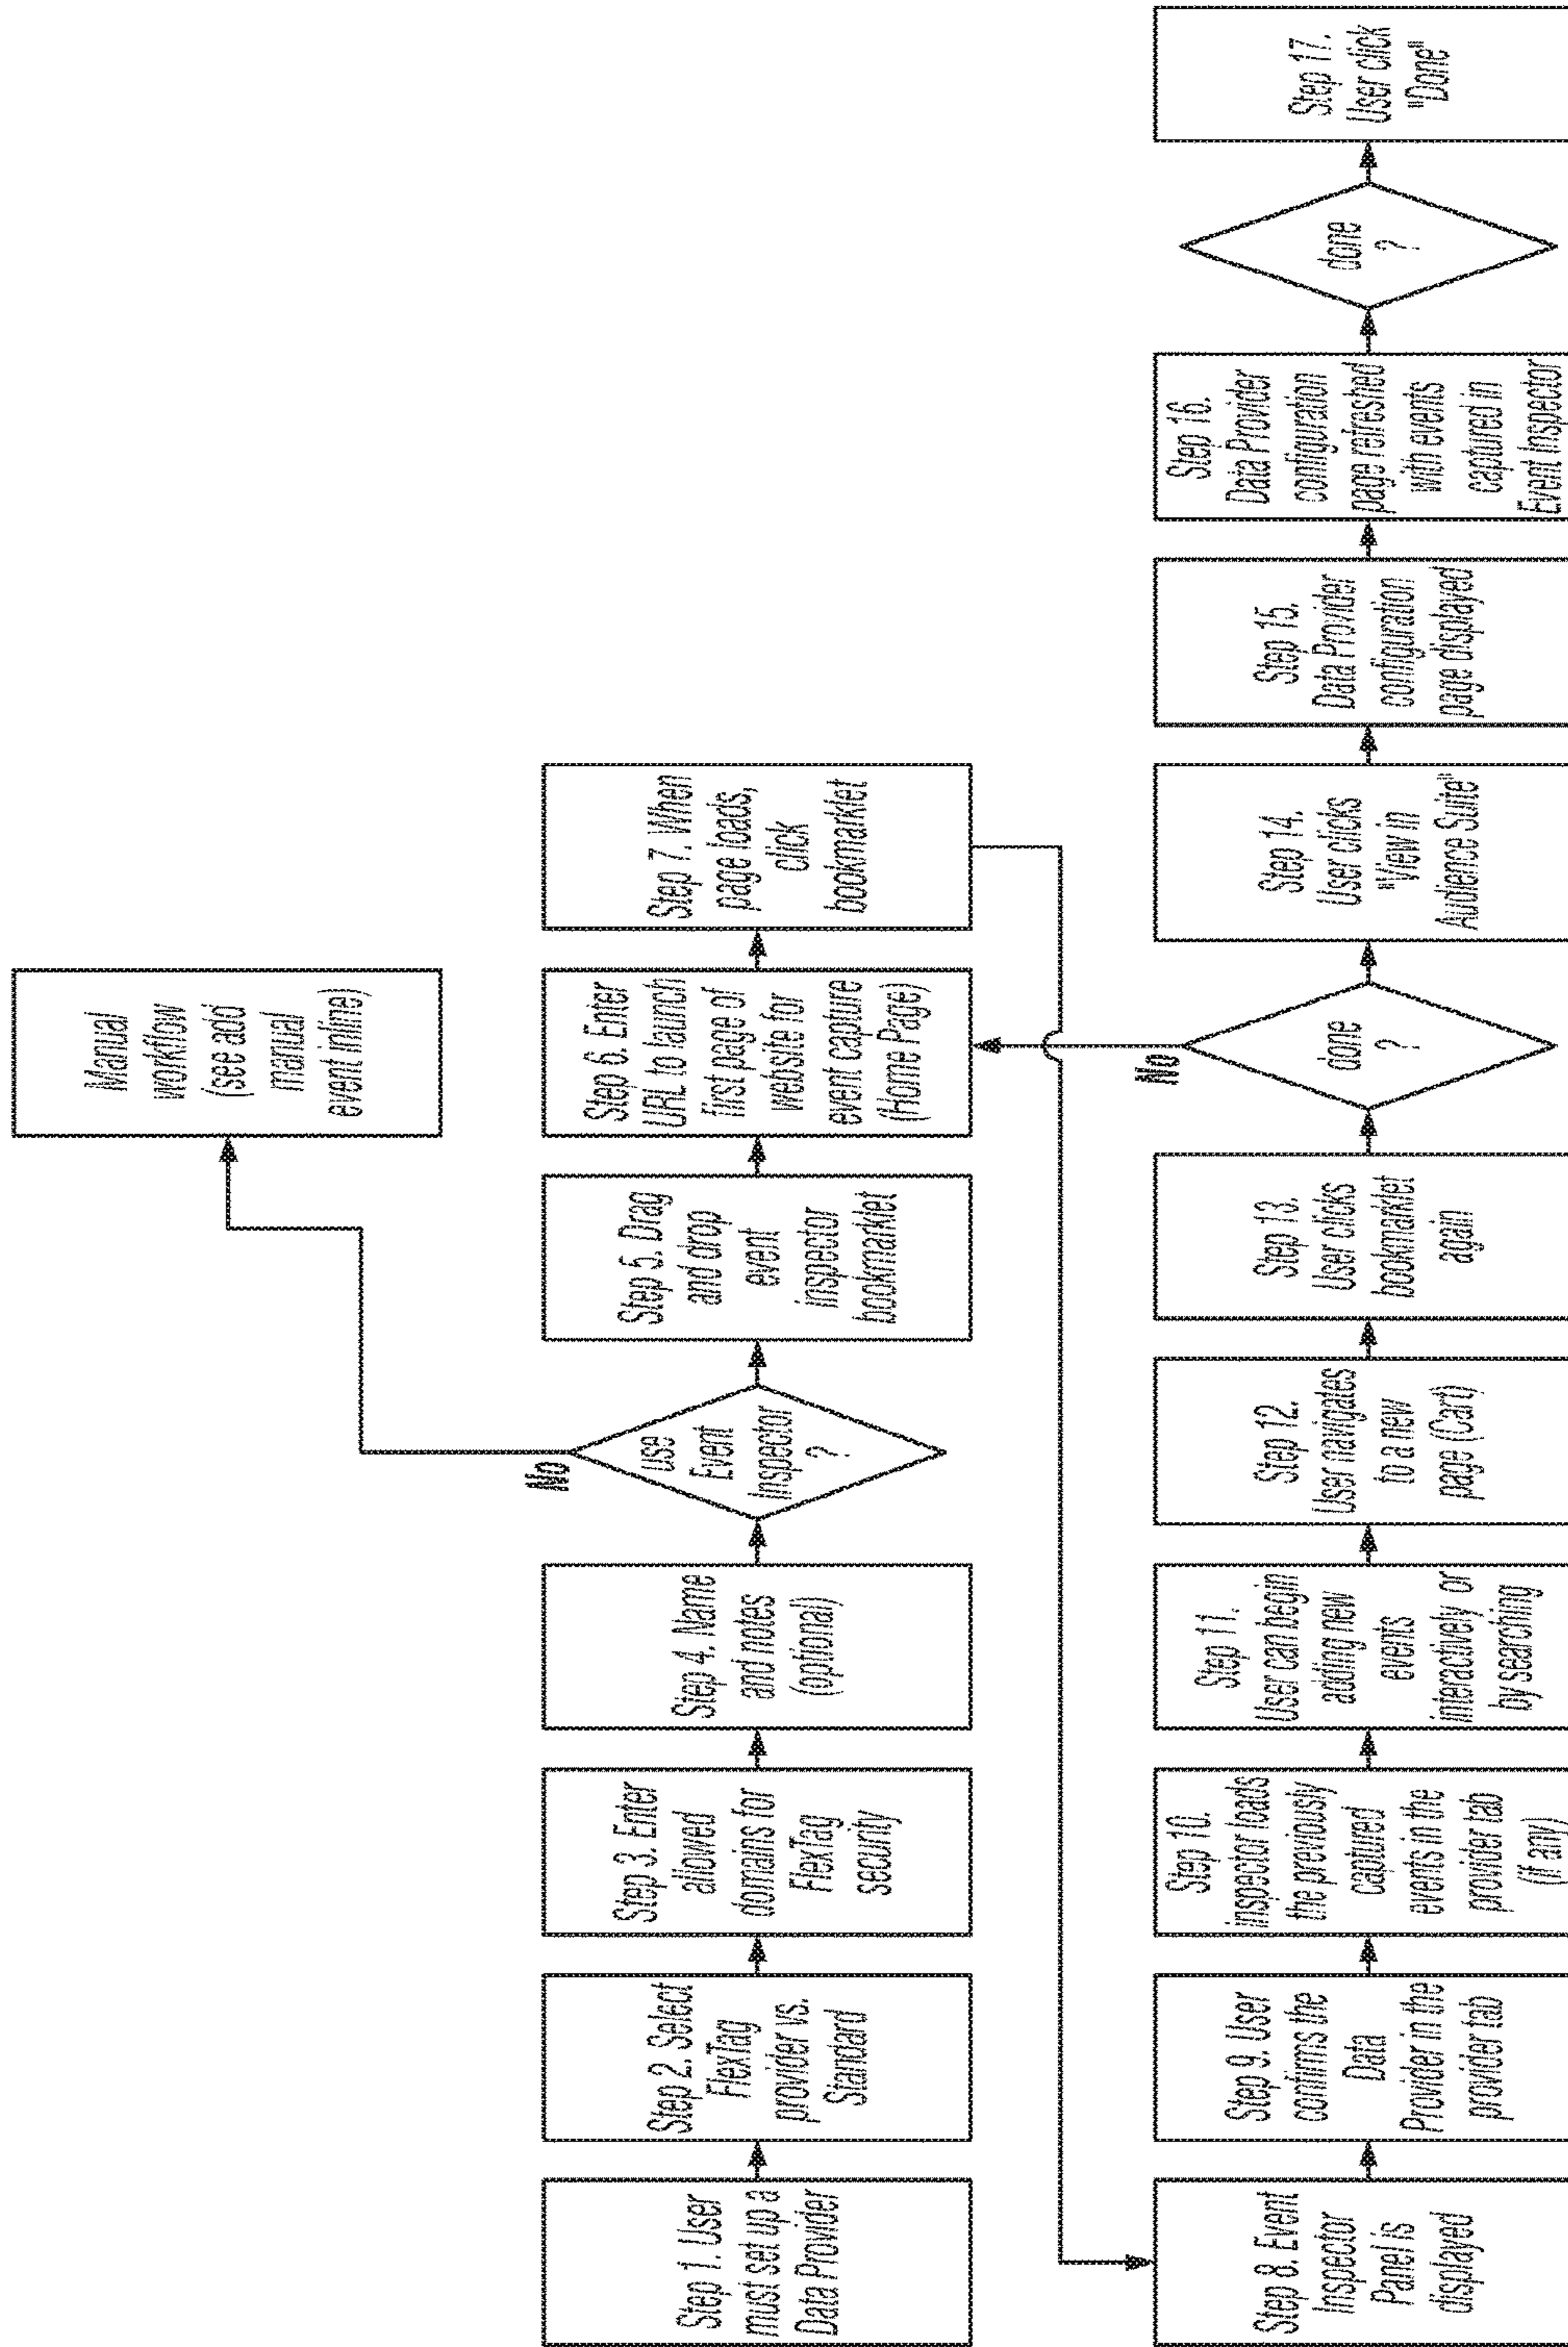 Manual
workflow
(see add
manual
event inline)
Step 1. User
must set up a
Data Provider
Step 2. Select
FlexTag
provider vs.
Standard
Step 3. Enter
allowed
domains for
FlexTag
security
Step 4. Name
and notes
(optional)
No
use
Event
Inspector
?
Step 5. Drag
and drop
event
inspector
bookmarklet
Step 6. Enter
URL to launch
first page of
website for
event capture
(Home Page)
Step 7. When
page loads,
click
bookmarklet
Step 8. Event
Inspector
Panel is
displayed
Step 9. User
confirms the
Data
Provider in the
provider tab
Step 10.
inspector loads
the previously
captured
events in the
provider tab
(if any)
Step 11.
User can begin
adding new
events
interactively or
by searching
Step 12.
User navigates
to a new
page (Cart)
Step 13.
User clicks
bookmarklet
again
No
done
?
Step 14.
User clicks
"View in
Audience Suite"
Step 15.
Data Provider
configuration
page displayed
Step 16.
Data Provider
configuration
page refreshed
with events
captured in
Event Inspector
done
?
Step 17.
User click
"Done"